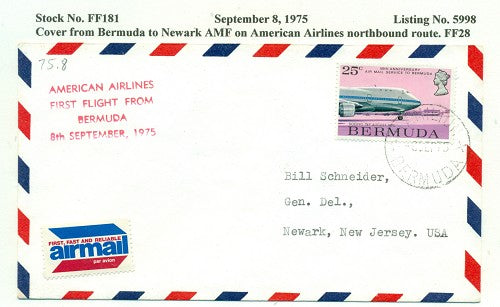 Stock No. FF181 September 8, 1975 Listing No. 5998
Cover from Bermuda to Newark AMF on American Airlines northbound route. FF28
75.8
AMERICAN AIRLINES
FIRST FLIGHT FROM
BERMUDA
8th SEPTEMBER, 1975
25c
50th ANNIVERSARY
AIR MAIL SERVICE TO BERMUDA
BERMUDA
BERMUDA
Bill Schneider,
Gen. Del.,
Newark, New Jersey. USA
FIRST, FAST AND RELIABLE
airmail
par avion